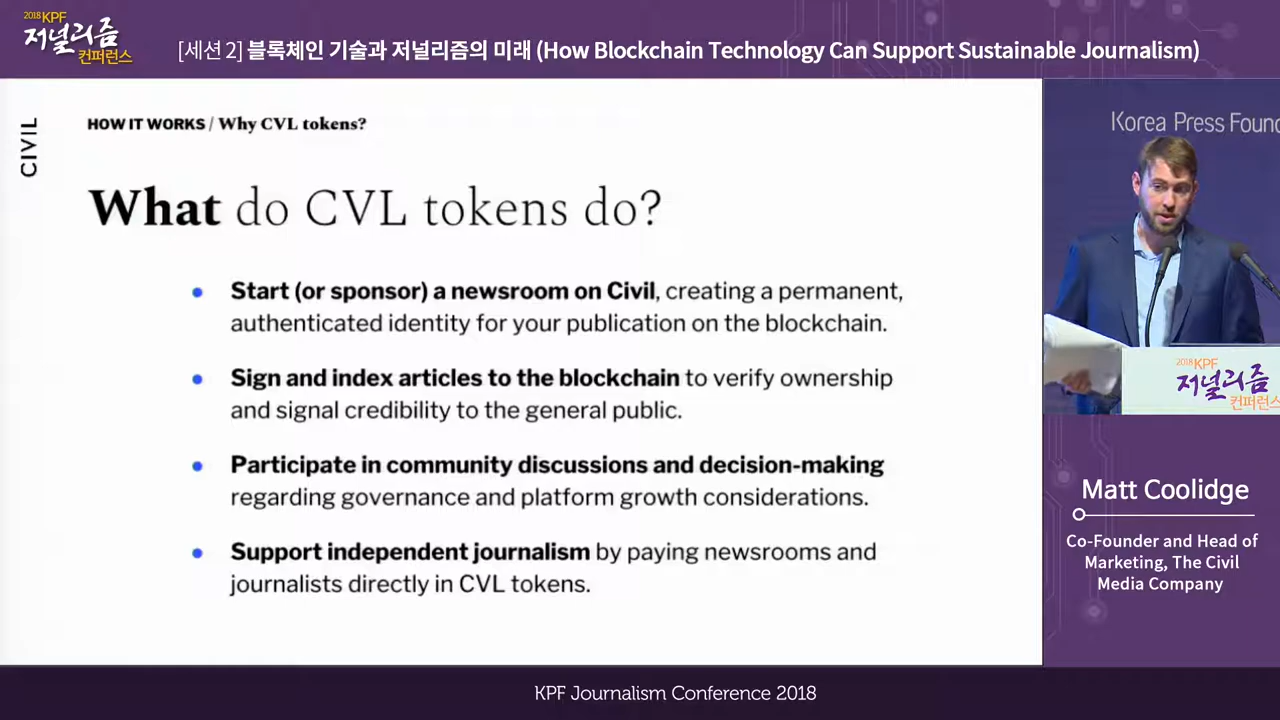 2018 KPF
저널리즘
컨퍼런스
[세션 2] 블록체인 기술과 저널리즘의 미래 (How Blockchain Technology Can Support Sustainable Journalism)
CIVIL
HOW IT WORKS / Why CVL tokens?
What do CVL tokens do?
• Start (or sponsor) a newsroom on Civil, creating a permanent,
authenticated identity for your publication on the blockchain.
• Sign and index articles to the blockchain to verify ownership
and signal credibility to the general public.
• Participate in community discussions and decision-making
regarding governance and platform growth considerations.
• Support independent journalism by paying newsrooms and
journalists directly in CVL tokens.
Korea Press Foun
2018 KPF
저널리즘
컨퍼런스
Matt Coolidge
Co-Founder and Head of
Marketing, The Civil
Media Company
KPF Journalism Conference 2018